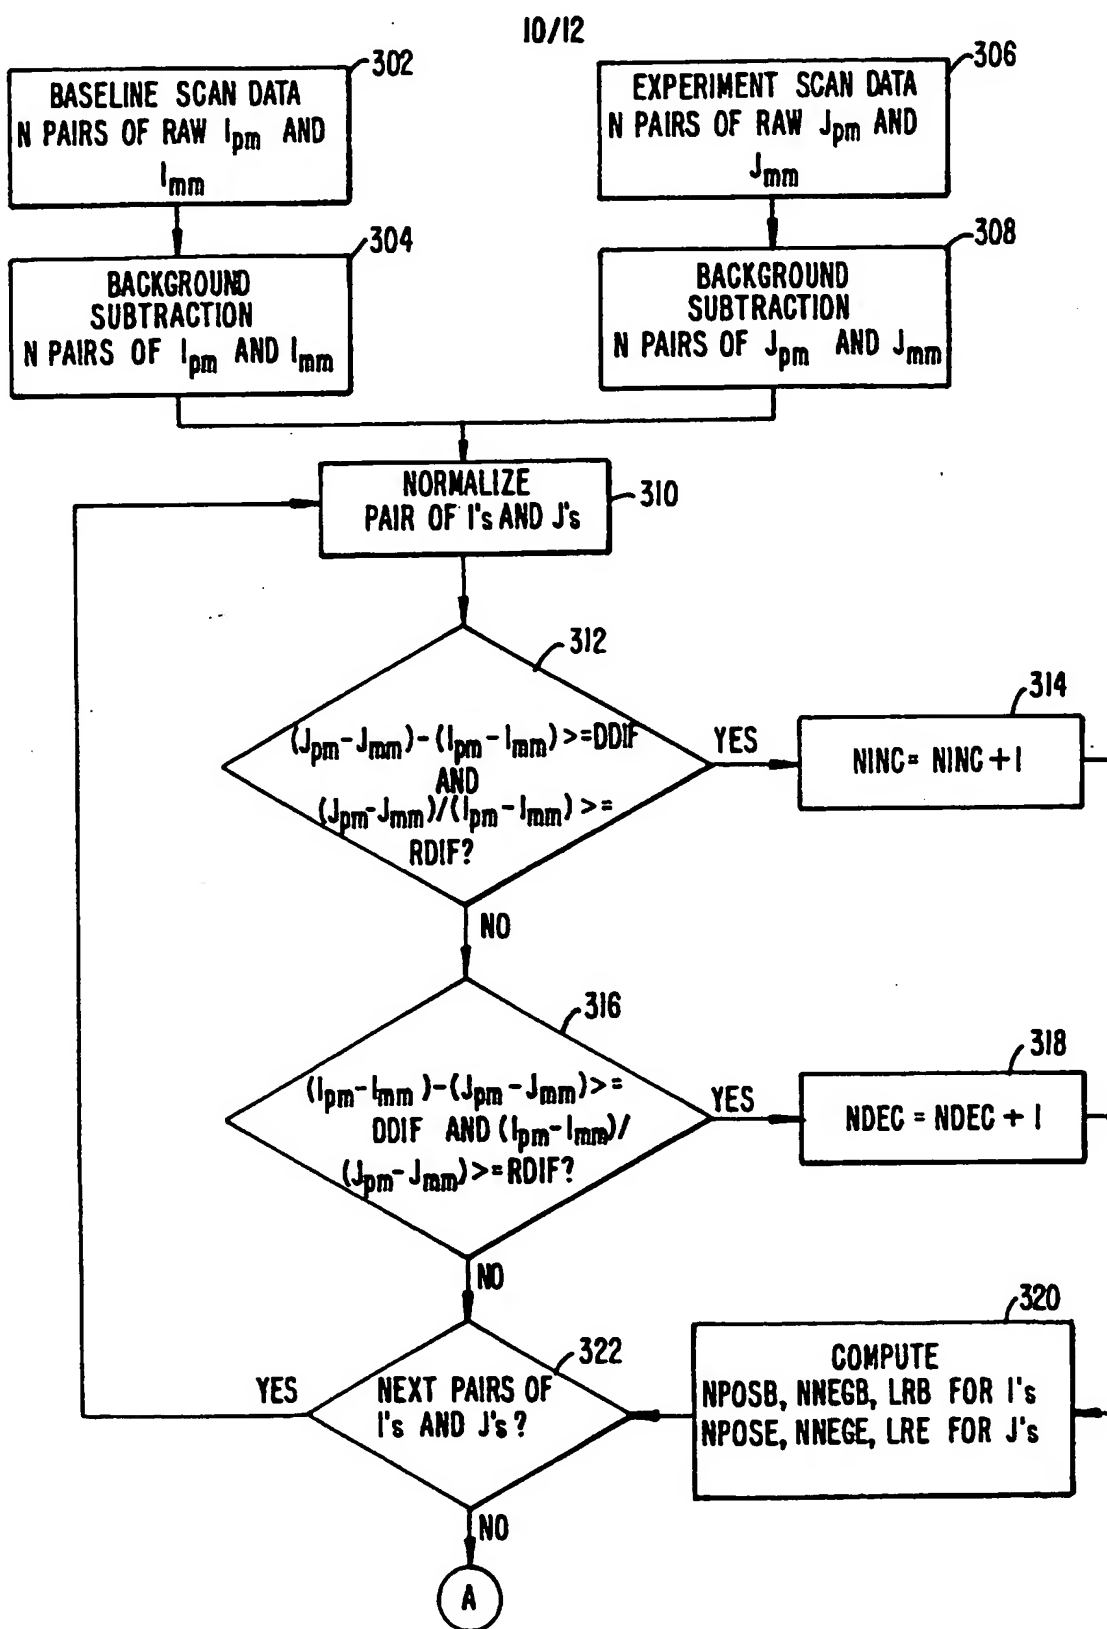 10/12
302
BASELINE SCAN DATA
N PAIRS OF RAW Ipm AND
Imm
306
EXPERIMENT SCAN DATA
N PAIRS OF RAW Jpm AND
Jmm
304
BACKGROUND
SUBTRACTION
N PAIRS OF Ipm AND Imm
308
BACKGROUND
SUBTRACTION
N PAIRS OF Jpm AND Jmm
NORMALIZE
PAIR OF I's AND J's
310
312
(Jpm-Jmm)-(Ipm-Imm) >=DDIF
AND
(Jpm-Jmm)/(Ipm-Imm) >=
RDIF?
YES
314
NINC= NINC+1
NO
316
(Ipm-Imm)-(Jpm-Jmm)>=
DDIF AND (Ipm-Imm)/
(Jpm-Jmm)>=RDIF?
YES
318
NDEC = NDEC + 1
NO
320
COMPUTE
NPOSB, NNEGB, LRB FOR I's
NPOSE, NNEGE, LRE FOR J's
322
NEXT PAIRS OF
I's AND J's?
YES
NO
A